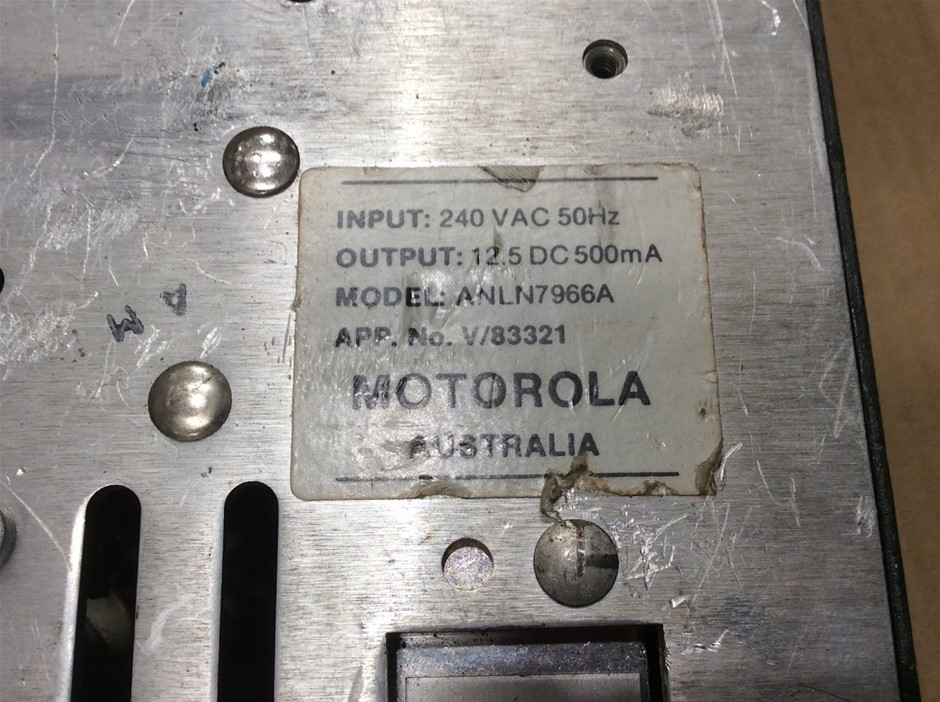 INPUT: 240 VAC 50Hz
OUTPUT: 12.5 DC 500mA
MODEL: ANLN7966A
APP. No. V/83321
MOTOROLA
AUSTRALIA
A
M